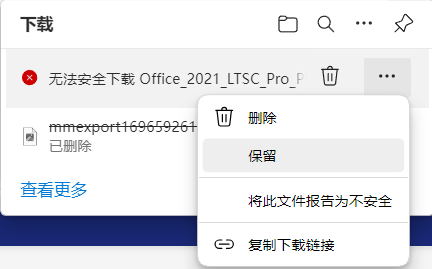 下载
无法安全下载 Office_2021_LTSC_Pro_P
mmexport169659261
已删除
查看更多
删除
保留
将此文件报告为不安全
复制下载链接